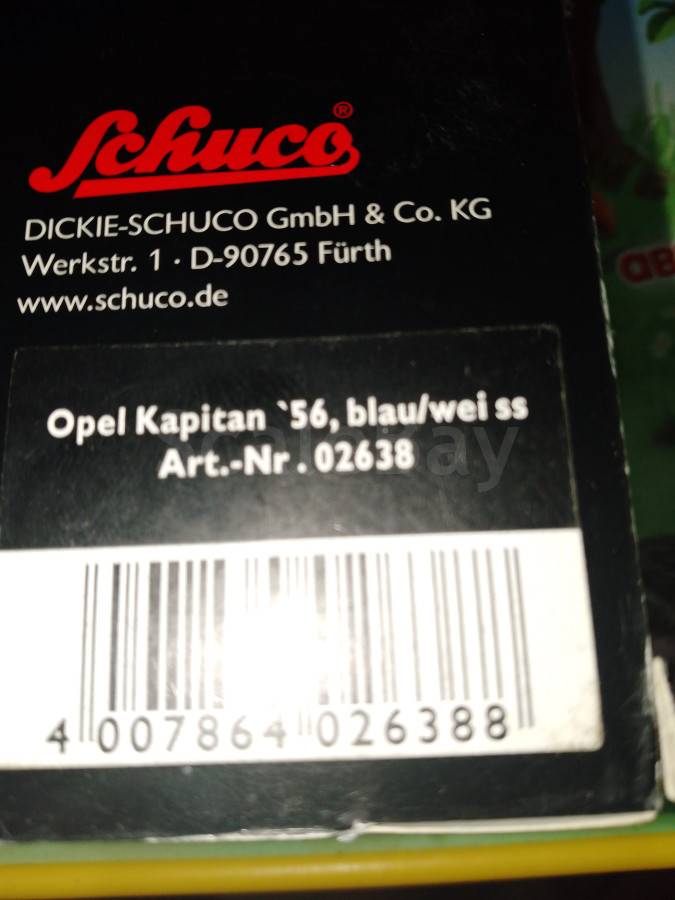 Schuco®
DICKIE-SCHUCO GmbH & Co. KG
Werkstr. 1 · D-90765 Fürth
www.schuco.de
Opel Kapitan `56, blau/wei ss
Art.-Nr . 02638
4 007864 026388